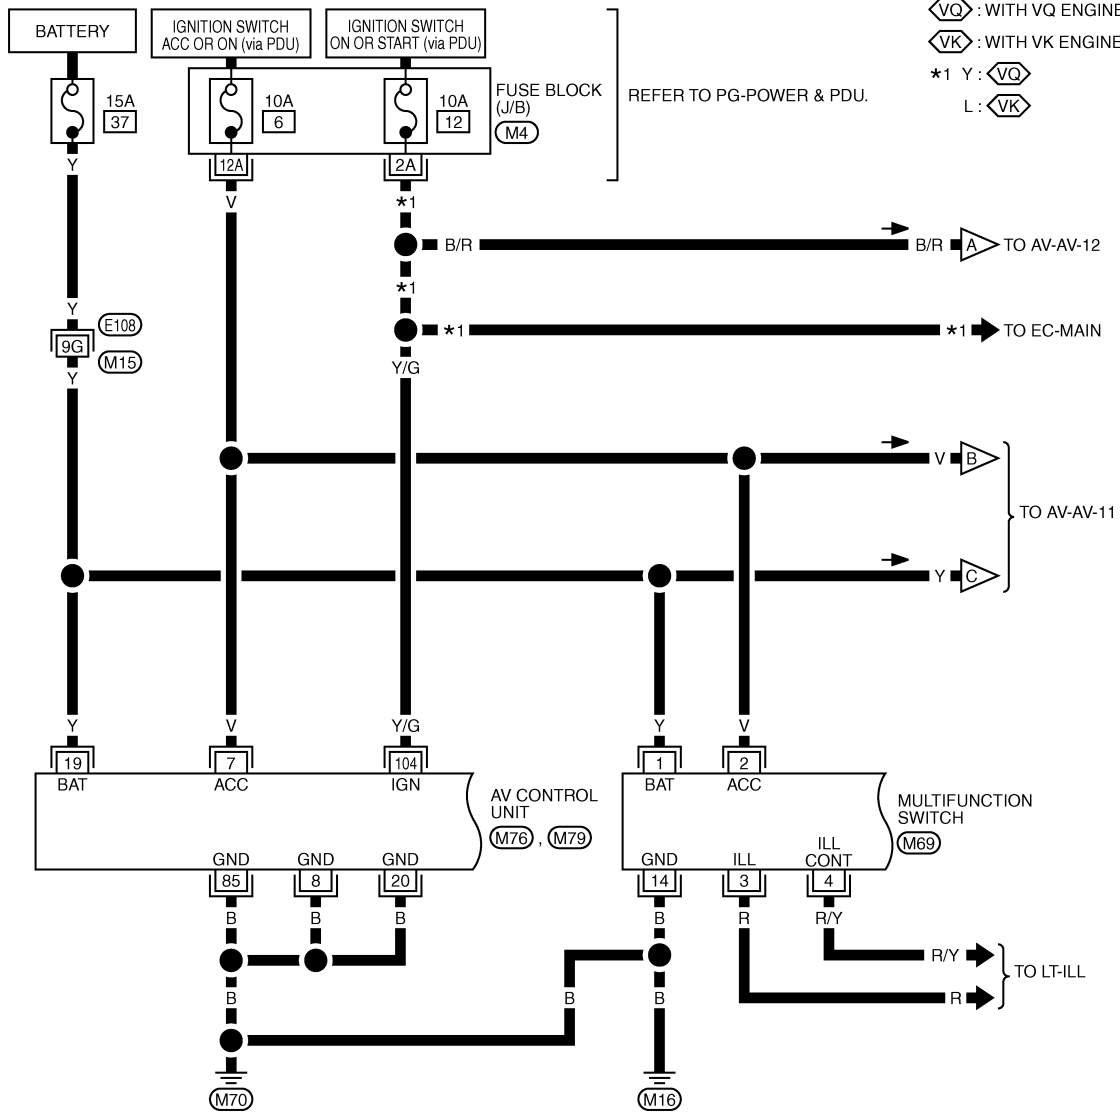 BATTERY
IGNITION SWITCH
ACC OR ON (via PDU)
IGNITION SWITCH
ON OR START (via PDU)
VQ : WITH VQ ENGINE
VK : WITH VK ENGINE
*1 Y : VQ
L : VK
15A
37
10A
6
10A
12
FUSE BLOCK
(J/B)
M4
REFER TO PG-POWER & PDU.
12A
2A
Y
V
*1
B/R
B/R
A
TO AV-AV-12
*1
Y
E108
9G
M15
*1
*1
TO EC-MAIN
Y
Y/G
V
B
TO AV-AV-11
Y
C
Y
V
Y/G
Y
V
19
7
104
1
2
BAT
ACC
IGN
BAT
ACC
AV CONTROL
UNIT
M76 , M79
MULTIFUNCTION
SWITCH
M69
GND
GND
GND
GND
ILL
ILL
CONT
85
8
20
14
3
4
B
B
B
B
R
R/Y
R/Y
TO LT-ILL
R
B
B
B
M70
M16